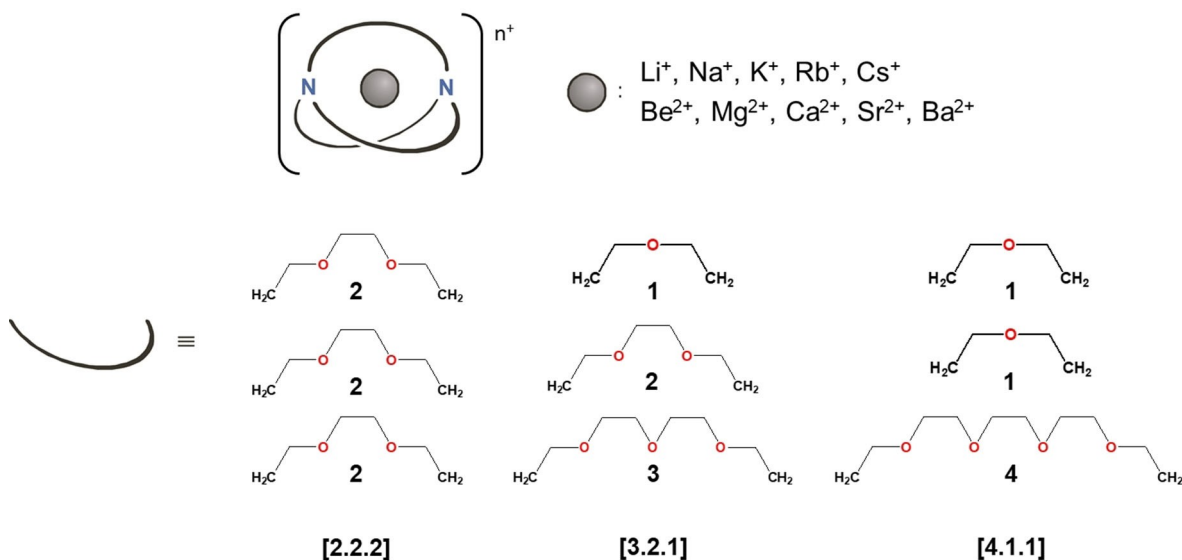 n⁺
N N
: Li⁺, Na⁺, K⁺, Rb⁺, Cs⁺
Be²⁺, Mg²⁺, Ca²⁺, Sr²⁺, Ba²⁺
O O O O
H₂C 2 CH₂ H₂C 1 CH₂ H₂C 1 CH₂
≡
O O O O O
H₂C 2 CH₂ H₂C 2 CH₂ H₂C 1 CH₂
O O O O O O O O O
H₂C 2 CH₂ H₂C 3 CH₂ H₂C 4 CH₂
[2.2.2] [3.2.1] [4.1.1]